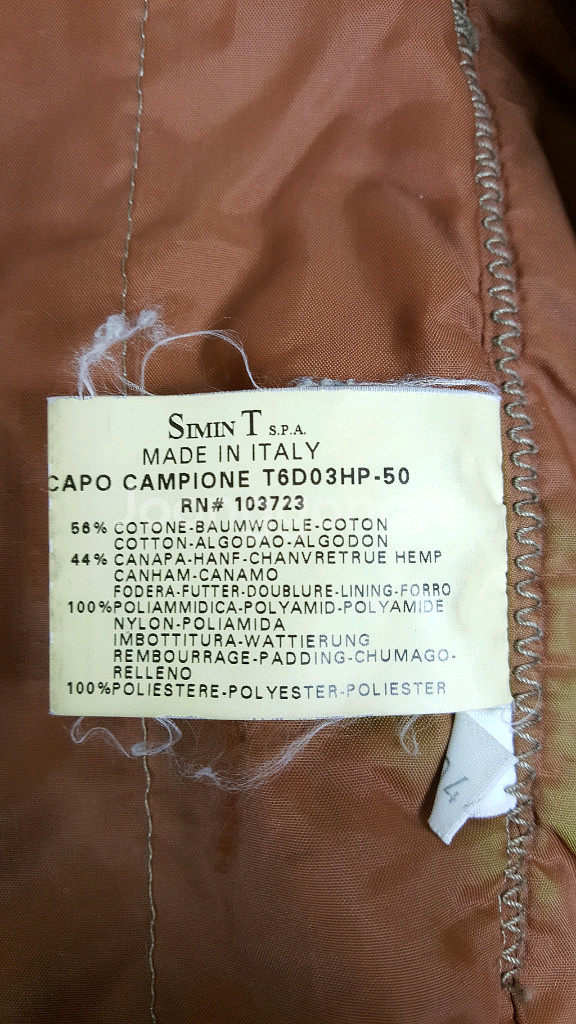 SIMIN T S.P.A.
MADE IN ITALY
CAPO CAMPIONE T6D03HP-50
RN# 103723
56% COTONE-BAUMWOLLE-COTON
COTTON-ALGODAO-ALGODON
44% CANAPA-HANF-CHANVRETRUE HEMP
CANHAM-CANAMO
FODERA-FUTTER-DOUBLURE-LINING-FORRO
100%POLIAMMIDICA-POLYAMID-POLYAMIDE
NYLON-POLIAMIDA
IMBOTTITURA-WATTIERUNG
REMBOURRAGE-PADDING-CHUMAGO-
RELLENO
100%POLIESTERE-POLYESTER-POLIESTER